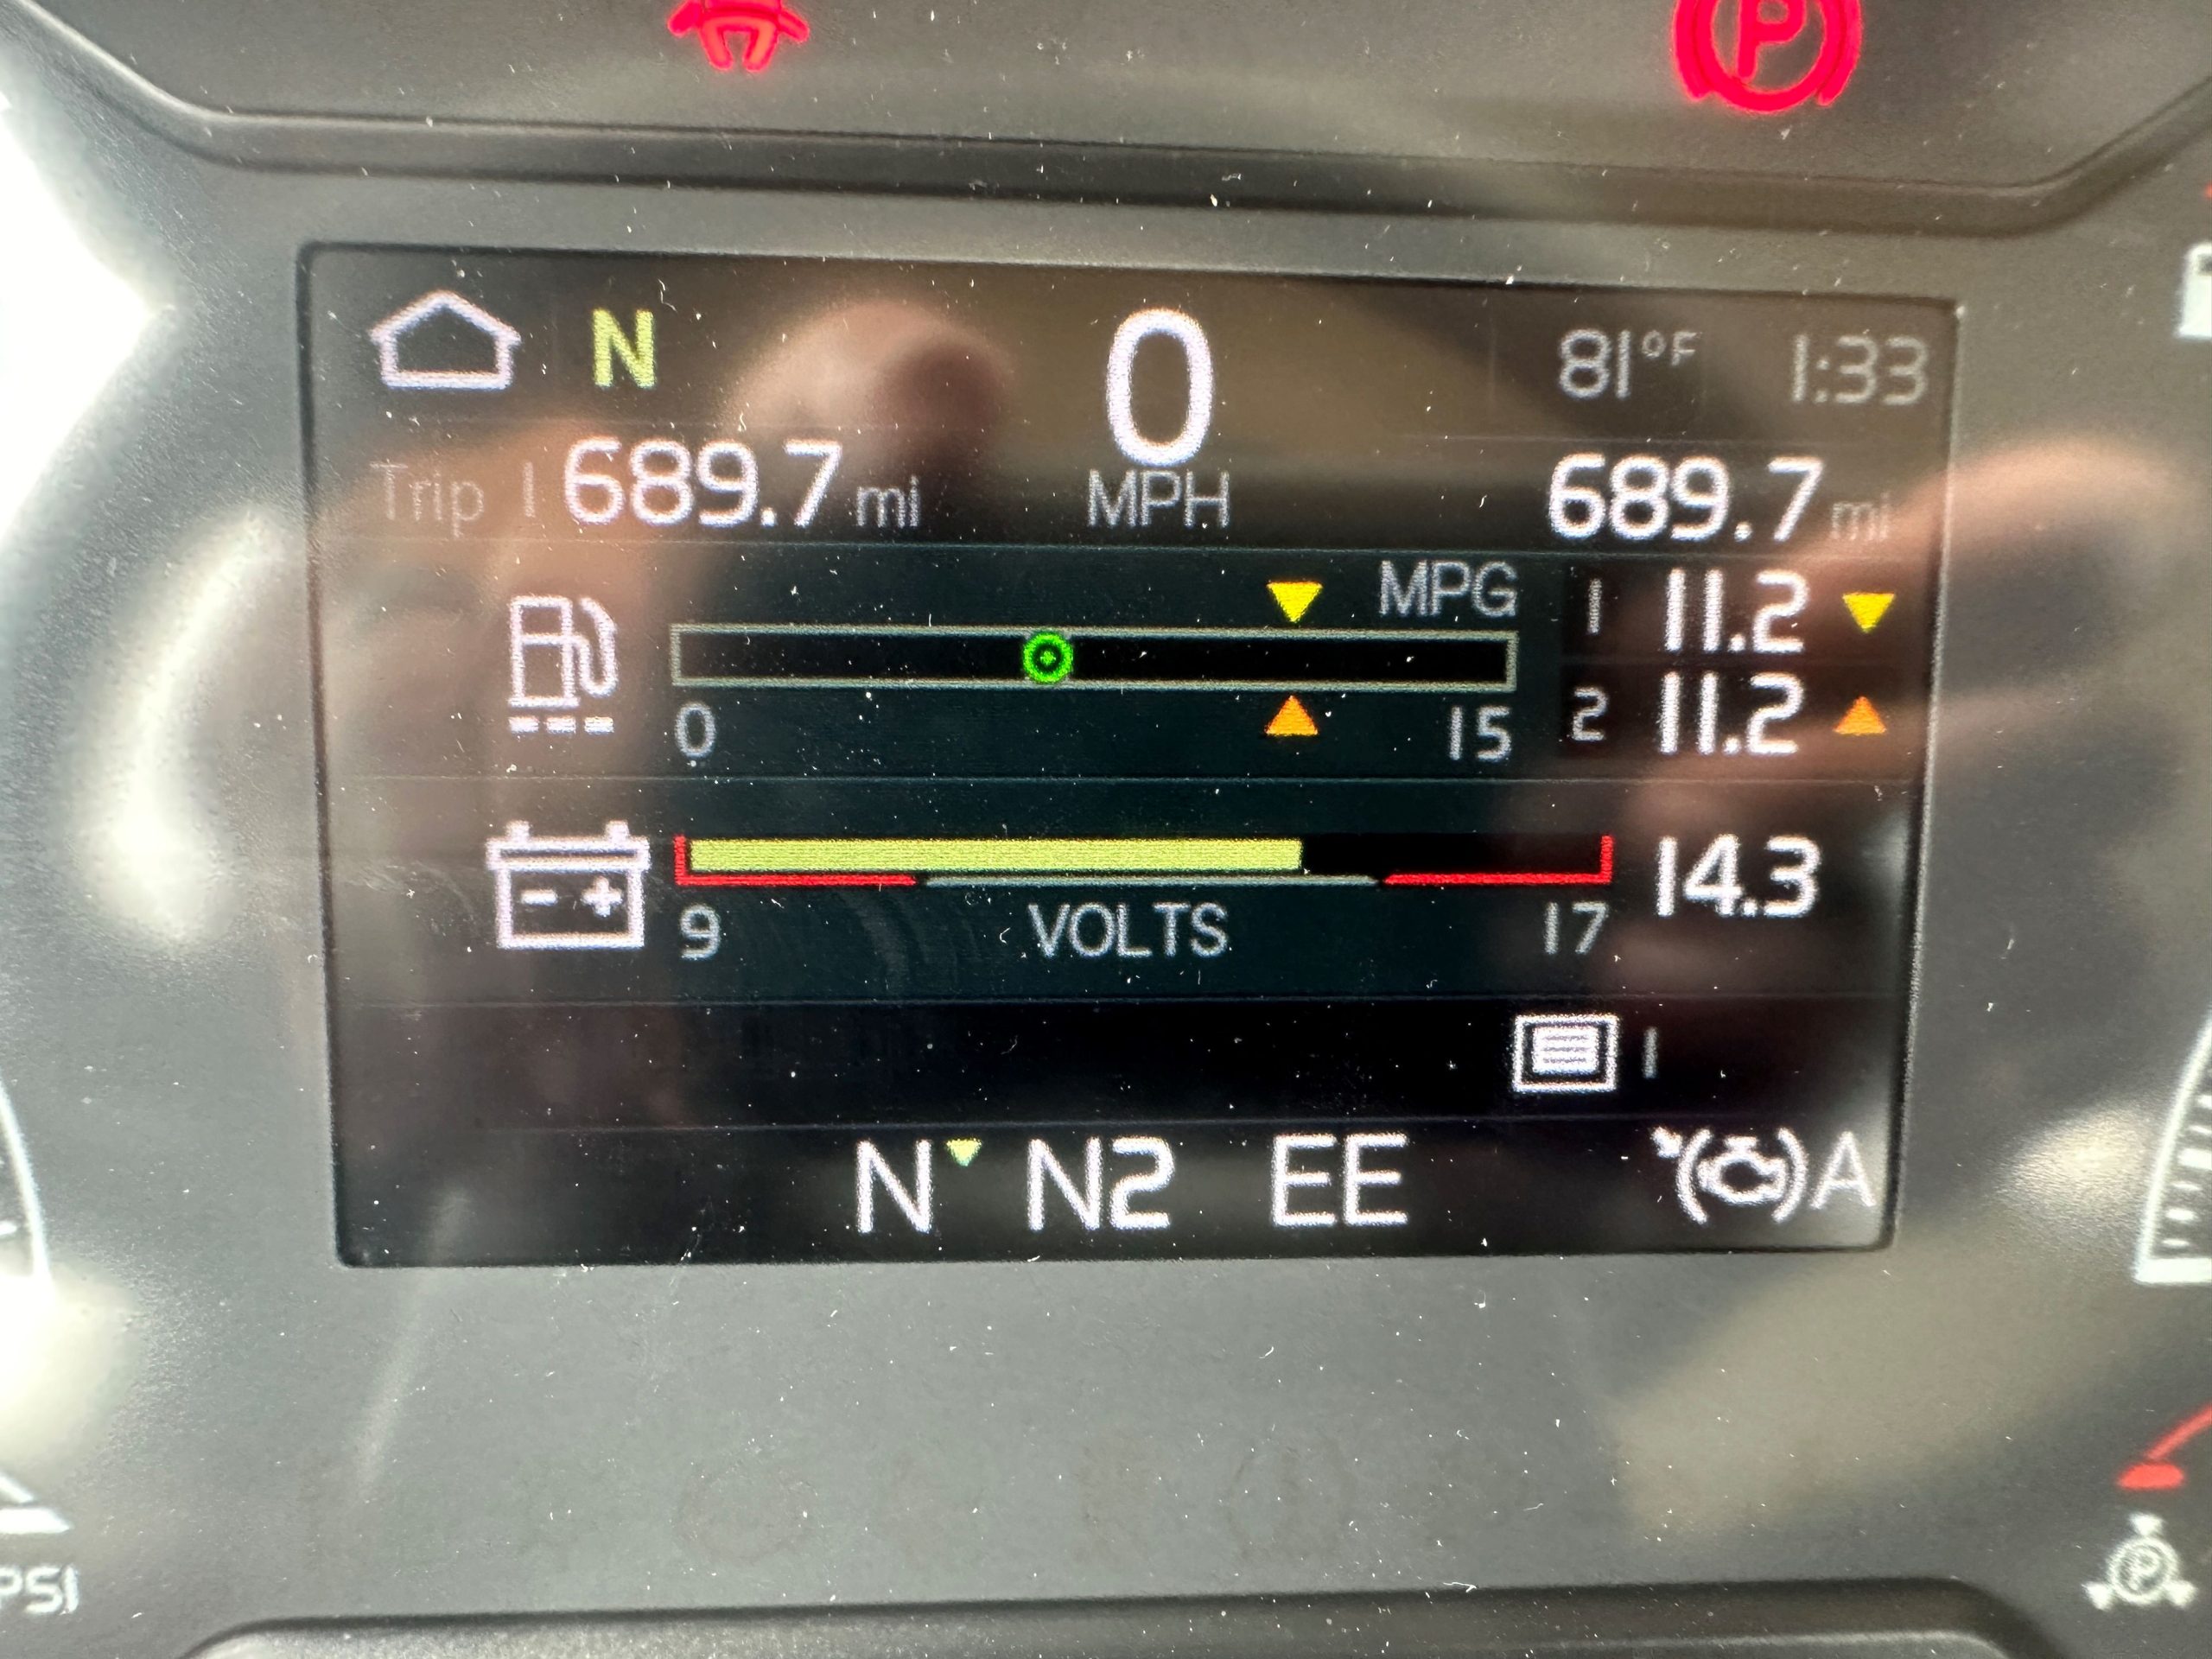 P
N 0 81°F 1:33
Trip 1 689.7 mi MPH 689.7 mi
MPG 1 11.2
0 15 2 11.2
14.3
9 VOLTS 17
1
N N2 EE A
PSI
P